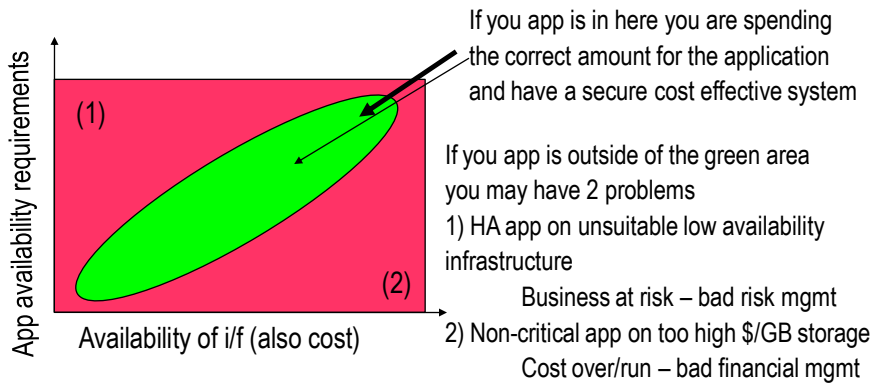 If you app is in here you are spending
the correct amount for the application
and have a secure cost effective system
App availability requirements
(1)
(2)
Availability of i/f (also cost)
If you app is outside of the green area
you may have 2 problems
1) HA app on unsuitable low availability
infrastructure
Business at risk – bad risk mgmt
2) Non-critical app on too high $/GB storage
Cost over/run – bad financial mgmt